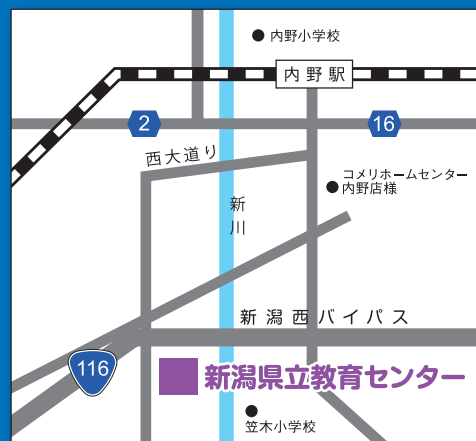 内野小学校
内野駅
2
16
西大道り
コメリホームセンター
内野店様
新川
新潟西バイパス
116
新潟県立教育センター
笠木小学校